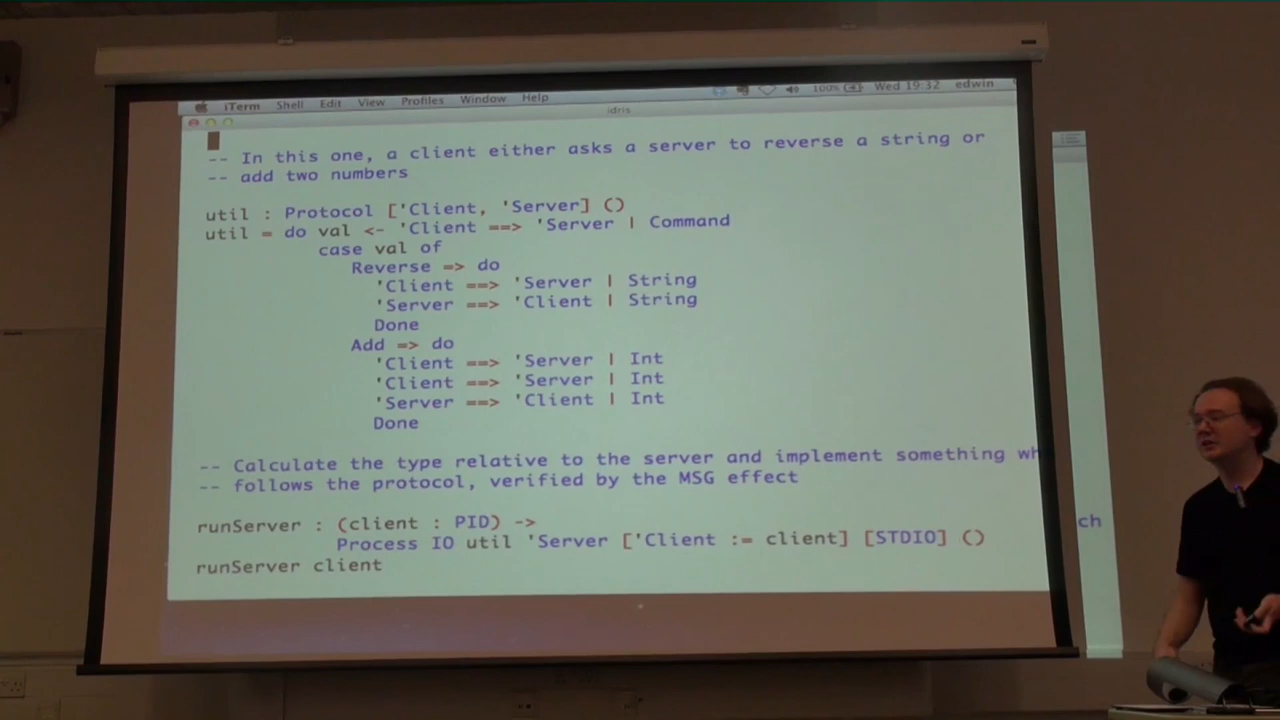 iTerm Shell Edit View Profiles Window Help 100% Wed 19:32 edwin
idris
-- In this one, a client either asks a server to reverse a string or
-- add two numbers
util : Protocol ['Client, 'Server] ()
util = do val <- 'Client ==> 'Server | Command
case val of
Reverse => do
'Client ==> 'Server | String
'Server ==> 'Client | String
Done
Add => do
'Client ==> 'Server | Int
'Client ==> 'Server | Int
'Server ==> 'Client | Int
Done
-- Calculate the type relative to the server and implement something wh
-- follows the protocol, verified by the MSG effect
ch
runServer : (client : PID) ->
Process IO util 'Server ['Client := client] [STDIO] ()
runServer client